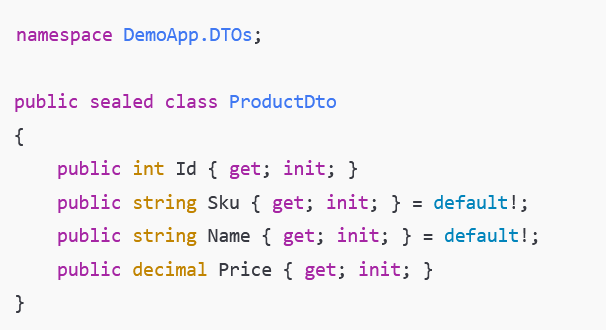 namespace DemoApp.DTOs;
public sealed class ProductDto
{
public int Id { get; init; }
public string Sku { get; init; } = default!;
public string Name { get; init; } = default!;
public decimal Price { get; init; }
}